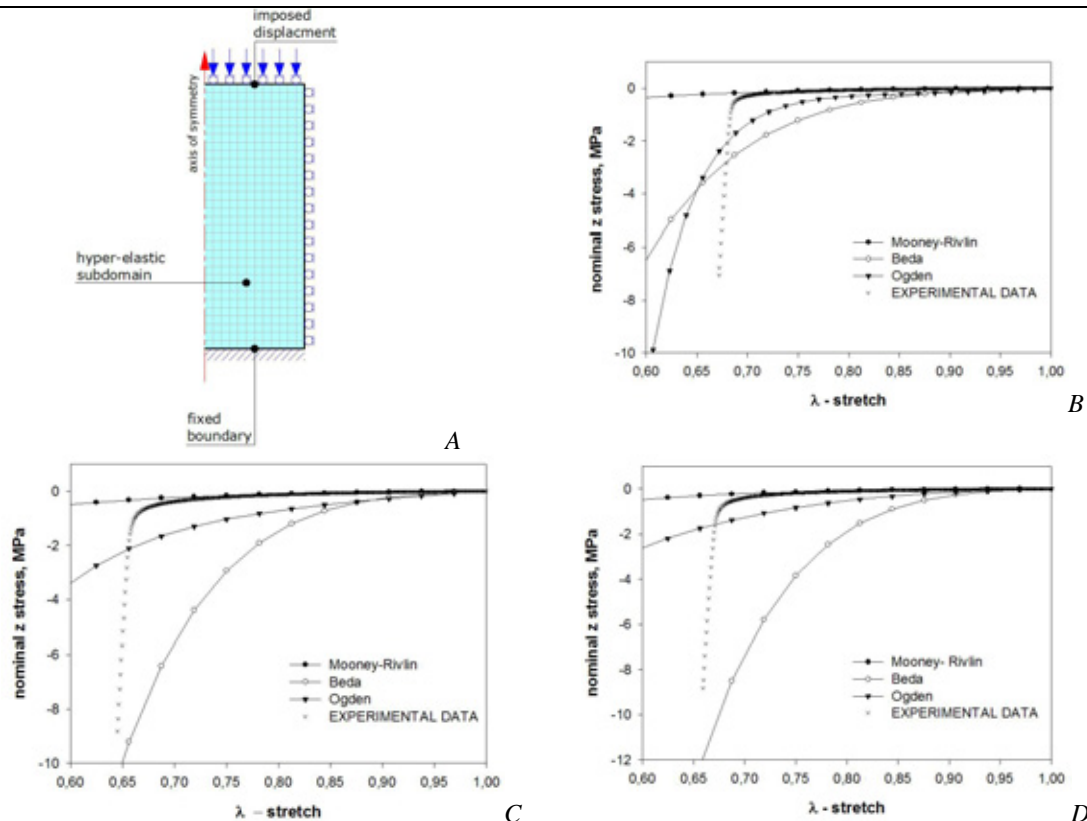 imposed
displacment
axis of symmetry
hyper-elastic
subdomain
fixed
boundary
A
nominal z stress, MPa
0
-2
-4
-6
-8
-10
Mooney-Rivlin
Beda
Ogden
EXPERIMENTAL DATA
0,60 0,65 0,70 0,75 0,80 0,85 0,90 0,95 1,00
λ - stretch
B
nominal z stress, MPa
0
-2
-4
-6
-8
-10
Mooney-Rivlin
Beda
Ogden
EXPERIMENTAL DATA
0,60 0,65 0,70 0,75 0,80 0,85 0,90 0,95 1,00
λ – stretch
C
nominal z stress, MPa
0
-2
-4
-6
-8
-10
-12
Mooney- Rivlin
Beda
Ogden
EXPERIMENTAL DATA
0,60 0,65 0,70 0,75 0,80 0,85 0,90 0,95 1,00
λ - stretch
D